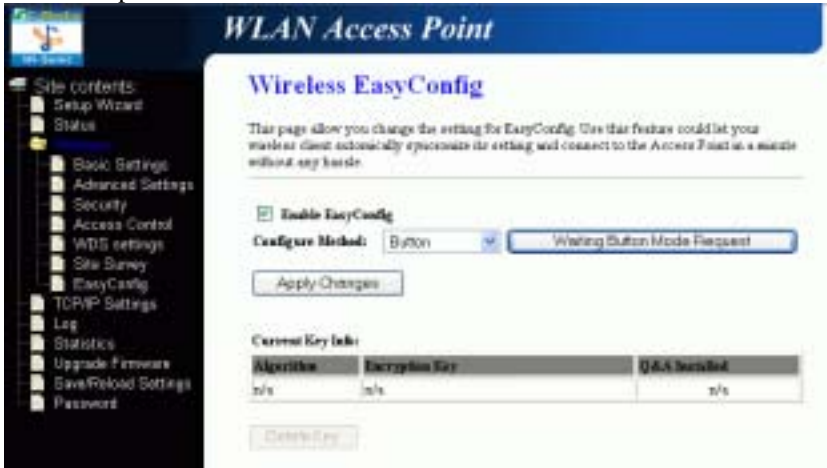 WLAN Access Point
Site contents:
Setup Wizard
Status
Basic Settings
Advanced Settings
Security
Access Control
WDS settings
Site Survey
EasyConfig
TCP/IP Settings
Log
Statistics
Upgrade Firmware
Save/Reload Settings
Password
Wireless EasyConfig
This page allow you change the setting for EasyConfig. Use this feature could let your
wireless client automically syncronize its setting and connect to the Access Point in a minute
without any hassle.
Enable EasyConfig
Configure Method: Button Waiting Button Mode Request
Apply Changes
Current Key Info:
Algorithm Encryption Key Q&A Installed
n/a n/a n/a
Delete Key